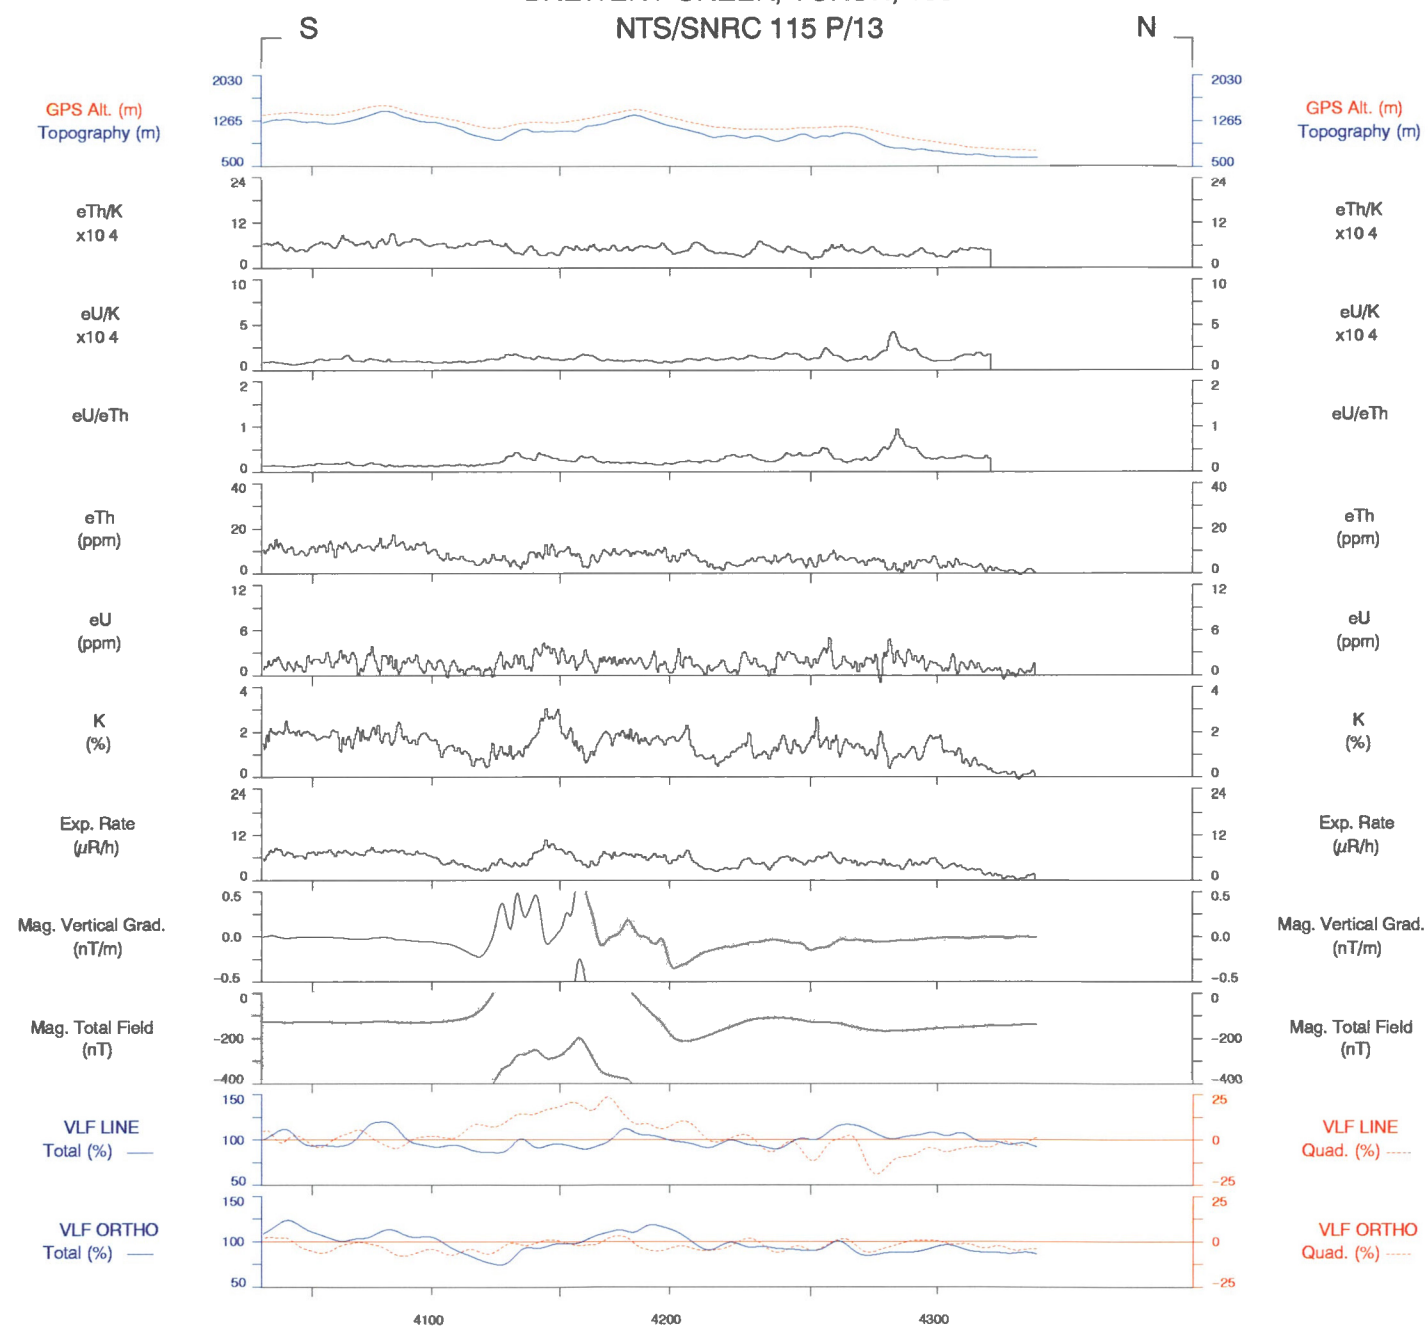 S NTS/SNRC 115 P/13 N
GPS Alt. (m)
Topography (m)
2030
1265
500
2030
1265
500
GPS Alt. (m)
Topography (m)
eTh/K
x10 4
24
12
0
24
12
0
eTh/K
x10 4
eU/K
x10 4
10
5
0
10
5
0
eU/K
x10 4
eU/eTh
2
1
0
2
1
0
eU/eTh
eTh
(ppm)
40
20
0
40
20
0
eTh
(ppm)
eU
(ppm)
12
6
0
12
6
0
eU
(ppm)
K
(%)
4
2
0
4
2
0
K
(%)
Exp. Rate
(µR/h)
24
12
0
24
12
0
Exp. Rate
(µR/h)
Mag. Vertical Grad.
(nT/m)
0.5
0.0
-0.5
0.5
0.0
-0.5
Mag. Vertical Grad.
(nT/m)
Mag. Total Field
(nT)
0
-200
-400
0
-200
-400
Mag. Total Field
(nT)
VLF LINE
Total (%)
150
100
50
25
0
-25
VLF LINE
Quad. (%)
VLF ORTHO
Total (%)
150
100
50
25
0
-25
VLF ORTHO
Quad. (%)
4100 4200 4300